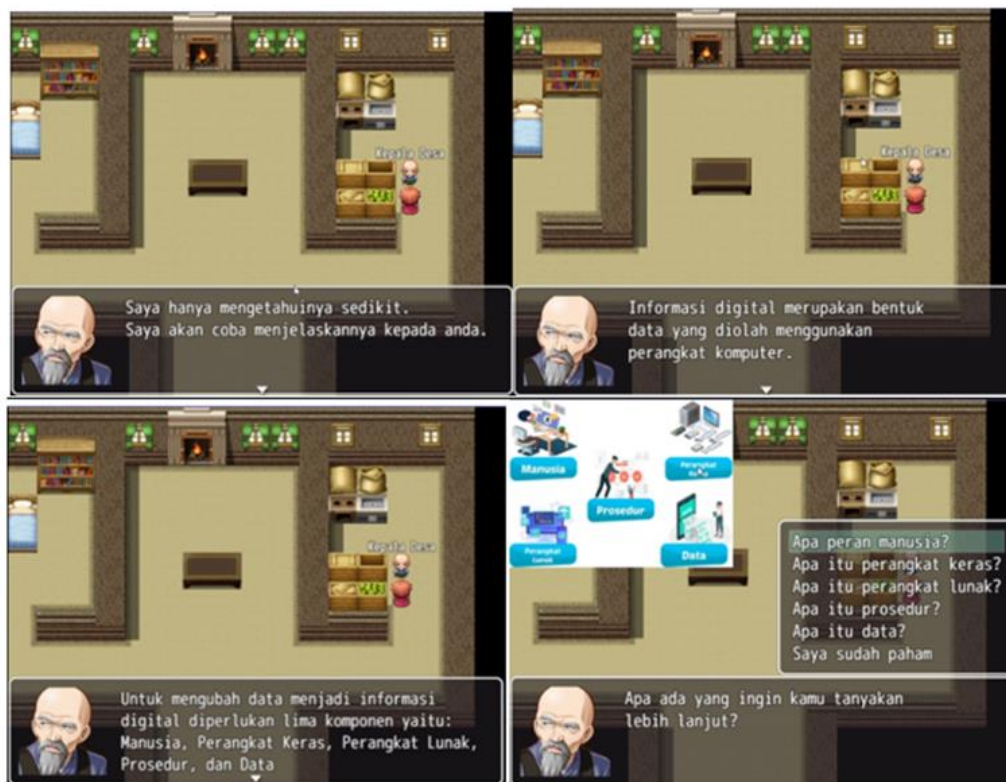 Kepala Desa
Saya hanya mengetahuinya sedikit.
Saya akan coba menjelaskannya kepada anda.
Kepala Desa
Informasi digital merupakan bentuk
data yang diolah menggunakan
perangkat komputer.
Kepala Desa
Untuk mengubah data menjadi informasi
digital diperlukan lima komponen yaitu:
Manusia, Perangkat Keras, Perangkat Lunak,
Prosedur, dan Data
Manusia
Perangkat
Prosedur
Perangkat
Lunak
Data
Apa peran manusia?
Apa itu perangkat keras?
Apa itu perangkat lunak?
Apa itu prosedur?
Apa itu data?
Saya sudah paham
Apa ada yang ingin kamu tanyakan
lebih lanjut?